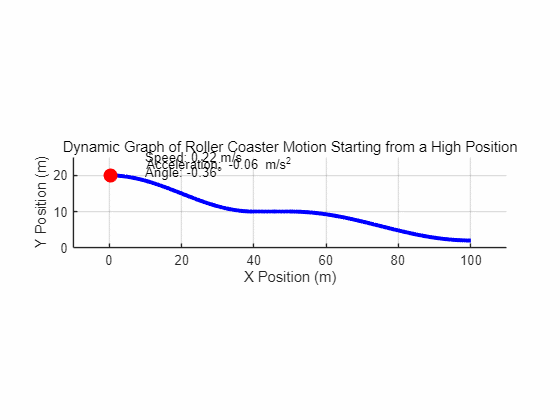 Dynamic Graph of Roller Coaster Motion Starting from a High Position
Speed: 0.22 m/s
Acceleration: -0.06 m/s²
Angle: -0.36°
Y Position (m)
20
10
0
0 20 40 60 80 100
X Position (m)